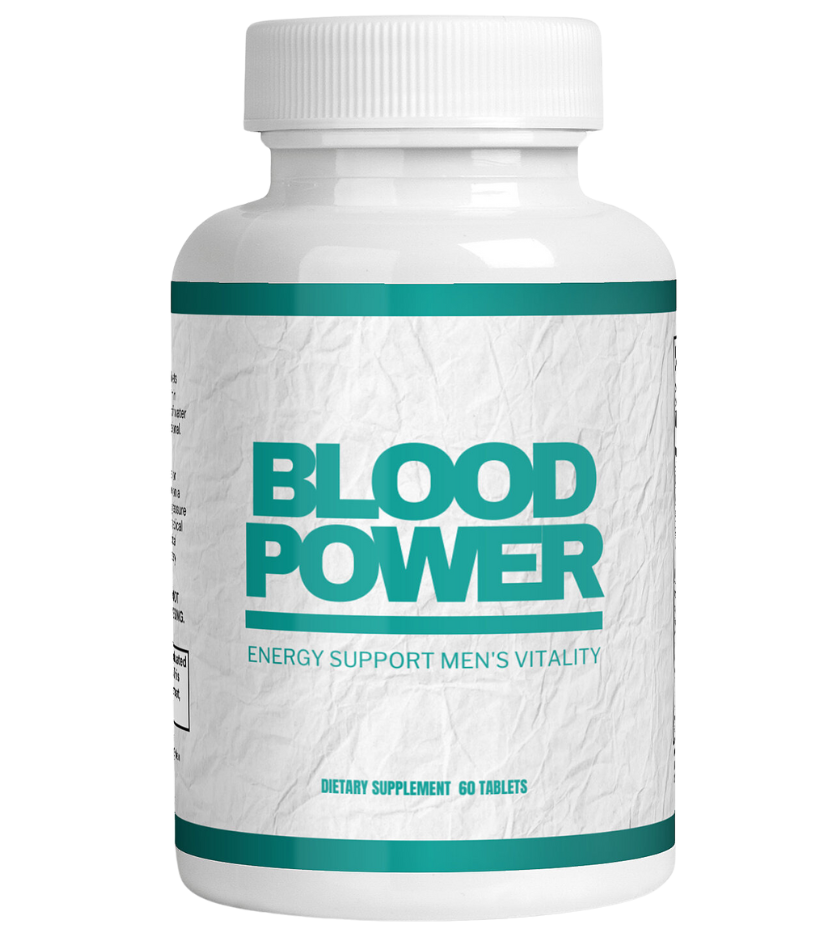 BLOOD
POWER
ENERGY SUPPORT MEN'S VITALITY
DIETARY SUPPLEMENT 60 TABLETS